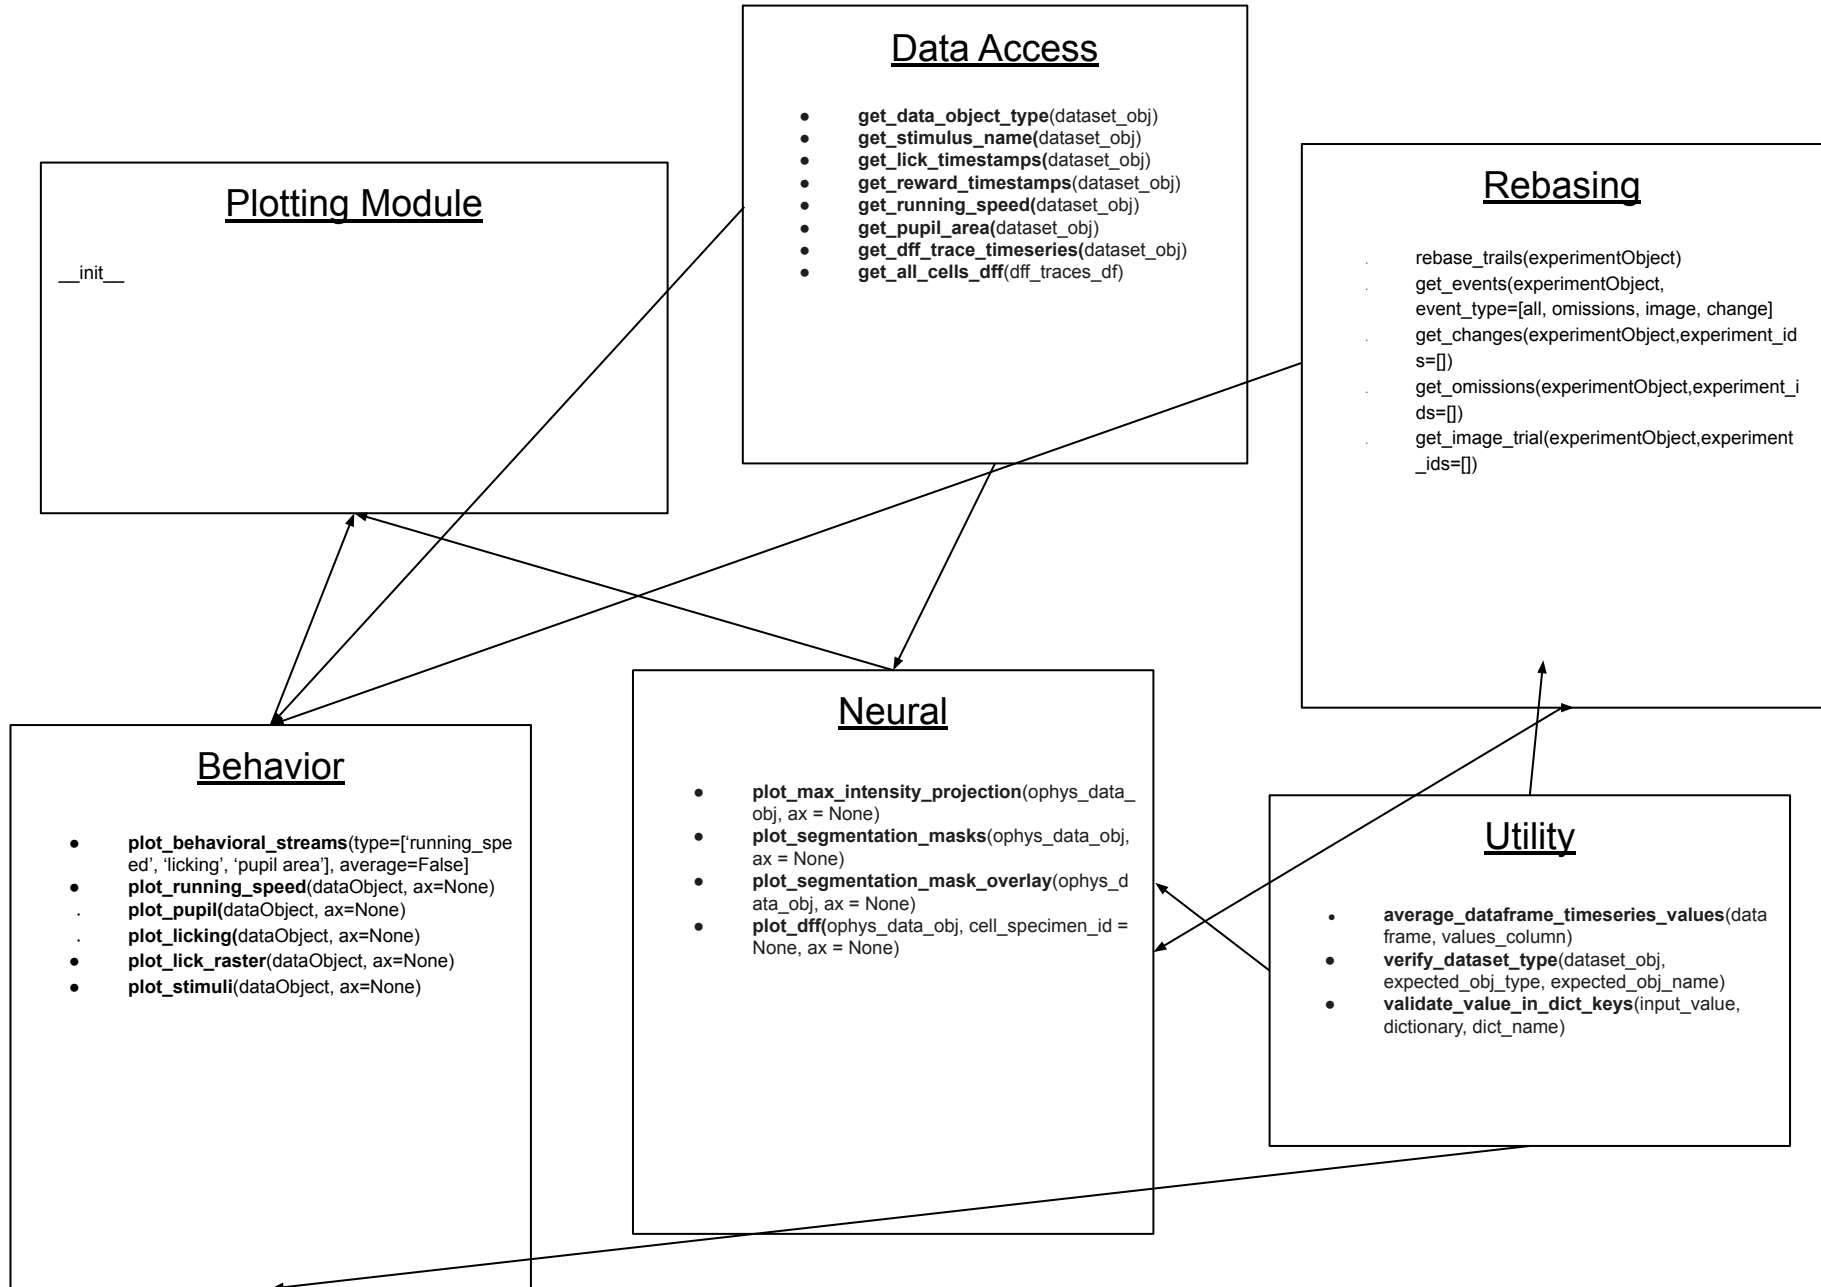 Data Access
● get_data_object_type(dataset_obj)
● get_stimulus_name(dataset_obj)
● get_lick_timestamps(dataset_obj)
● get_reward_timestamps(dataset_obj)
● get_running_speed(dataset_obj)
● get_pupil_area(dataset_obj)
● get_dff_trace_timeseries(dataset_obj)
● get_all_cells_dff(dff_traces_df)
Plotting Module
__init__
Rebasing
. rebase_trails(experimentObject)
. get_events(experimentObject,
event_type=[all, omissions, image, change]
. get_changes(experimentObject,experiment_id
s=[])
. get_omissions(experimentObject,experiment_i
ds=[])
. get_image_trial(experimentObject,experiment
_ids=[])
Behavior
● plot_behavioral_streams(type=[‘running_spe
ed’, ‘licking’, ‘pupil area’], average=False]
● plot_running_speed(dataObject, ax=None)
. plot_pupil(dataObject, ax=None)
. plot_licking(dataObject, ax=None)
● plot_lick_raster(dataObject, ax=None)
● plot_stimuli(dataObject, ax=None)
Neural
● plot_max_intensity_projection(ophys_data_
obj, ax = None)
● plot_segmentation_masks(ophys_data_obj,
ax = None)
● plot_segmentation_mask_overlay(ophys_d
ata_obj, ax = None)
● plot_dff(ophys_data_obj, cell_specimen_id =
None, ax = None)
Utility
● average_dataframe_timeseries_values(data
frame, values_column)
● verify_dataset_type(dataset_obj,
expected_obj_type, expected_obj_name)
● validate_value_in_dict_keys(input_value,
dictionary, dict_name)